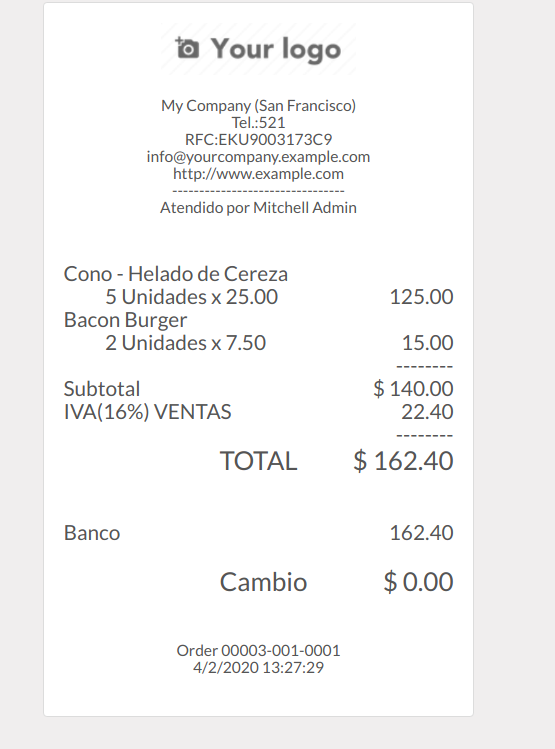 Your logo
My Company (San Francisco)
Tel.:521
RFC:EKU9003173C9
info@yourcompany.example.com
http://www.example.com
--------------------------------
Atendido por Mitchell Admin
Cono - Helado de Cereza
5 Unidades x 25.00 125.00
Bacon Burger
2 Unidades x 7.50 15.00
--------
Subtotal $ 140.00
IVA(16%) VENTAS 22.40
--------
TOTAL $ 162.40
Banco 162.40
Cambio $ 0.00
Order 00003-001-0001
4/2/2020 13:27:29